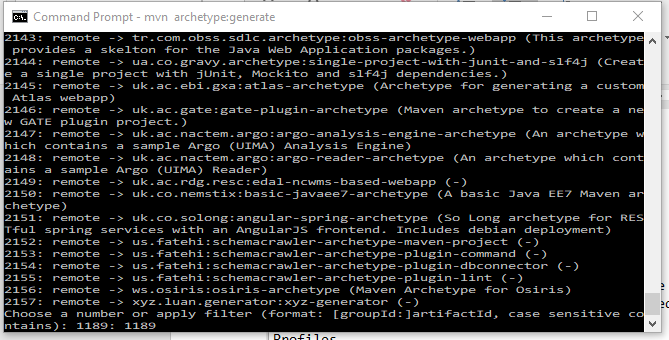 Command Prompt - mvn archetype:generate
2143: remote -> tr.com.obss.sdlc.archetype:obss-archetype-webapp (This archetype
 provides a skelton for the Java Web Application packages.)
2144: remote -> ua.co.gravy.archetype:single-project-with-junit-and-slf4j (Creat
e a single project with jUnit, Mockito and slf4j dependencies.)
2145: remote -> uk.ac.ebi.gxa:atlas-archetype (Archetype for generating a custom
 Atlas webapp)
2146: remote -> uk.ac.gate:gate-plugin-archetype (Maven archetype to create a ne
w GATE plugin project.)
2147: remote -> uk.ac.nactem.argo:argo-analysis-engine-archetype (An archetype w
hich contains a sample Argo (UIMA) Analysis Engine)
2148: remote -> uk.ac.nactem.argo:argo-reader-archetype (An archetype which cont
ains a sample Argo (UIMA) Reader)
2149: remote -> uk.ac.rdg.resc:edal-ncwms-based-webapp (-)
2150: remote -> uk.co.nemstix:basic-javaee7-archetype (A basic Java EE7 Maven ar
chetype)
2151: remote -> uk.co.solong:angular-spring-archetype (So Long archetype for RES
Tful spring services with an AngularJS frontend. Includes debian deployment)
2152: remote -> us.fatehi:schemacrawler-archetype-maven-project (-)
2153: remote -> us.fatehi:schemacrawler-archetype-plugin-command (-)
2154: remote -> us.fatehi:schemacrawler-archetype-plugin-dbconnector (-)
2155: remote -> us.fatehi:schemacrawler-archetype-plugin-lint (-)
2156: remote -> ws.osiris:osiris-archetype (Maven Archetype for Osiris)
2157: remote -> xyz.luan.generator:xyz-generator (-)
Choose a number or apply filter (format: [groupId:]artifactId, case sensitive co
ntains): 1189: 1189
Profiles